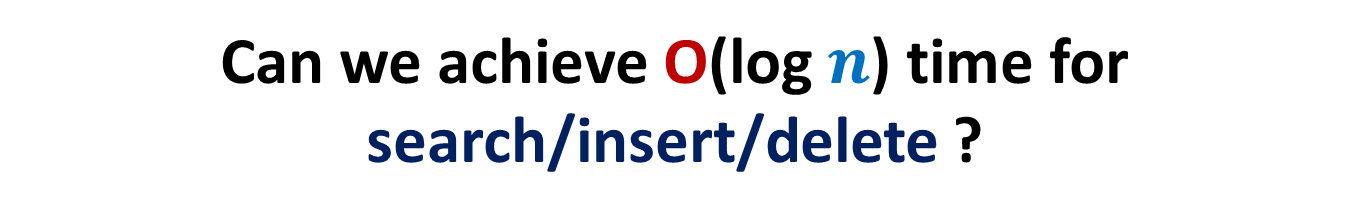 Can we achieve O(log n) time for
search/insert/delete ?